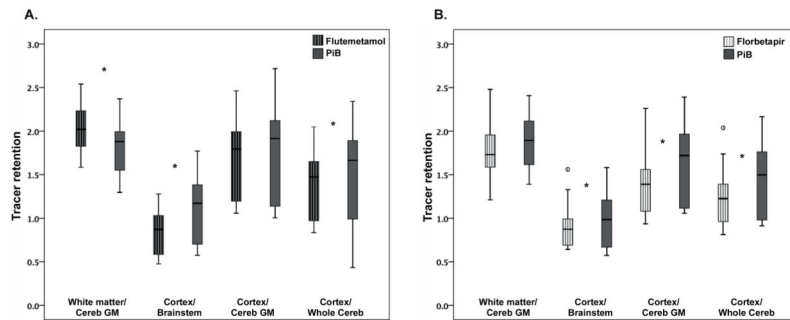 A.
Flutemetamol
PiB
Tracer retention
3.0
2.5
2.0
1.5
1.0
0.5
0.0
*
*
*
White matter/
Cereb GM
Cortex/
Brainstem
Cortex/
Cereb GM
Cortex/
Whole Cereb
B.
Florbetapir
PiB
Tracer retention
3.0
2.5
2.0
1.5
1.0
0.5
0.0
*
*
*
White matter/
Cereb GM
Cortex/
Brainstem
Cortex/
Cereb GM
Cortex/
Whole Cereb